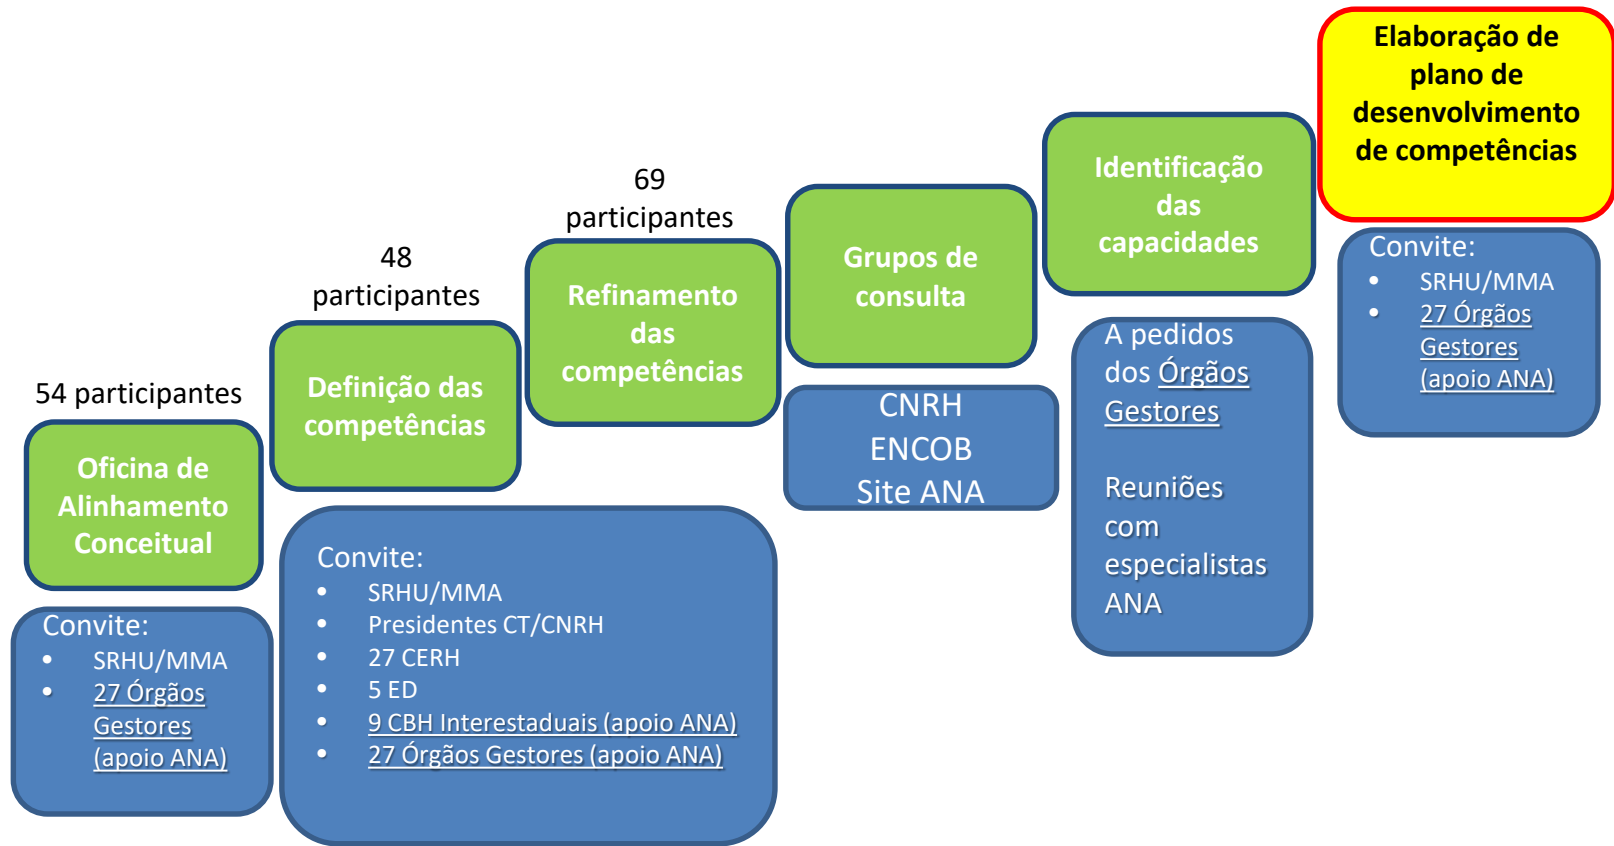 54 participantes
Oficina de
Alinhamento
Conceitual
Convite:
• SRHU/MMA
• 27 Órgãos
Gestores
(apoio ANA)
48
participantes
Definição das
competências
69
participantes
Refinamento
das
competências
Convite:
• SRHU/MMA
• Presidentes CT/CNRH
• 27 CERH
• 5 ED
• 9 CBH Interestaduais (apoio ANA)
• 27 Órgãos Gestores (apoio ANA)
Grupos de
consulta
CNRH
ENCOB
Site ANA
Identificação
das
capacidades
A pedidos
dos Órgãos
Gestores
Reuniões
com
especialistas
ANA
Elaboração de
plano de
desenvolvimento
de competências
Convite:
• SRHU/MMA
• 27 Órgãos
Gestores
(apoio ANA)